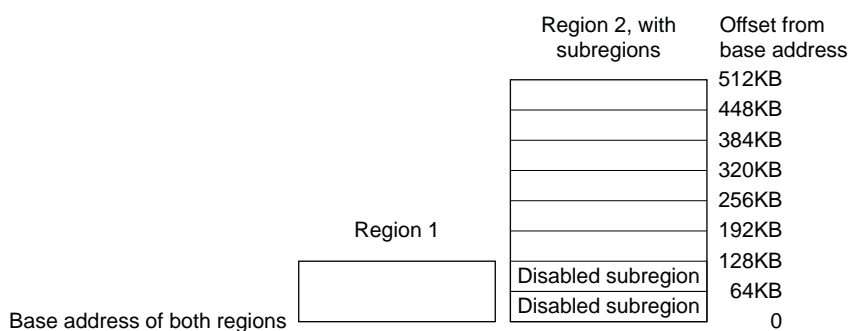 Region 2, with
subregions
Offset from
base address
512KB
448KB
384KB
320KB
256KB
Region 1
192KB
128KB
Disabled subregion
64KB
Disabled subregion
Base address of both regions
0